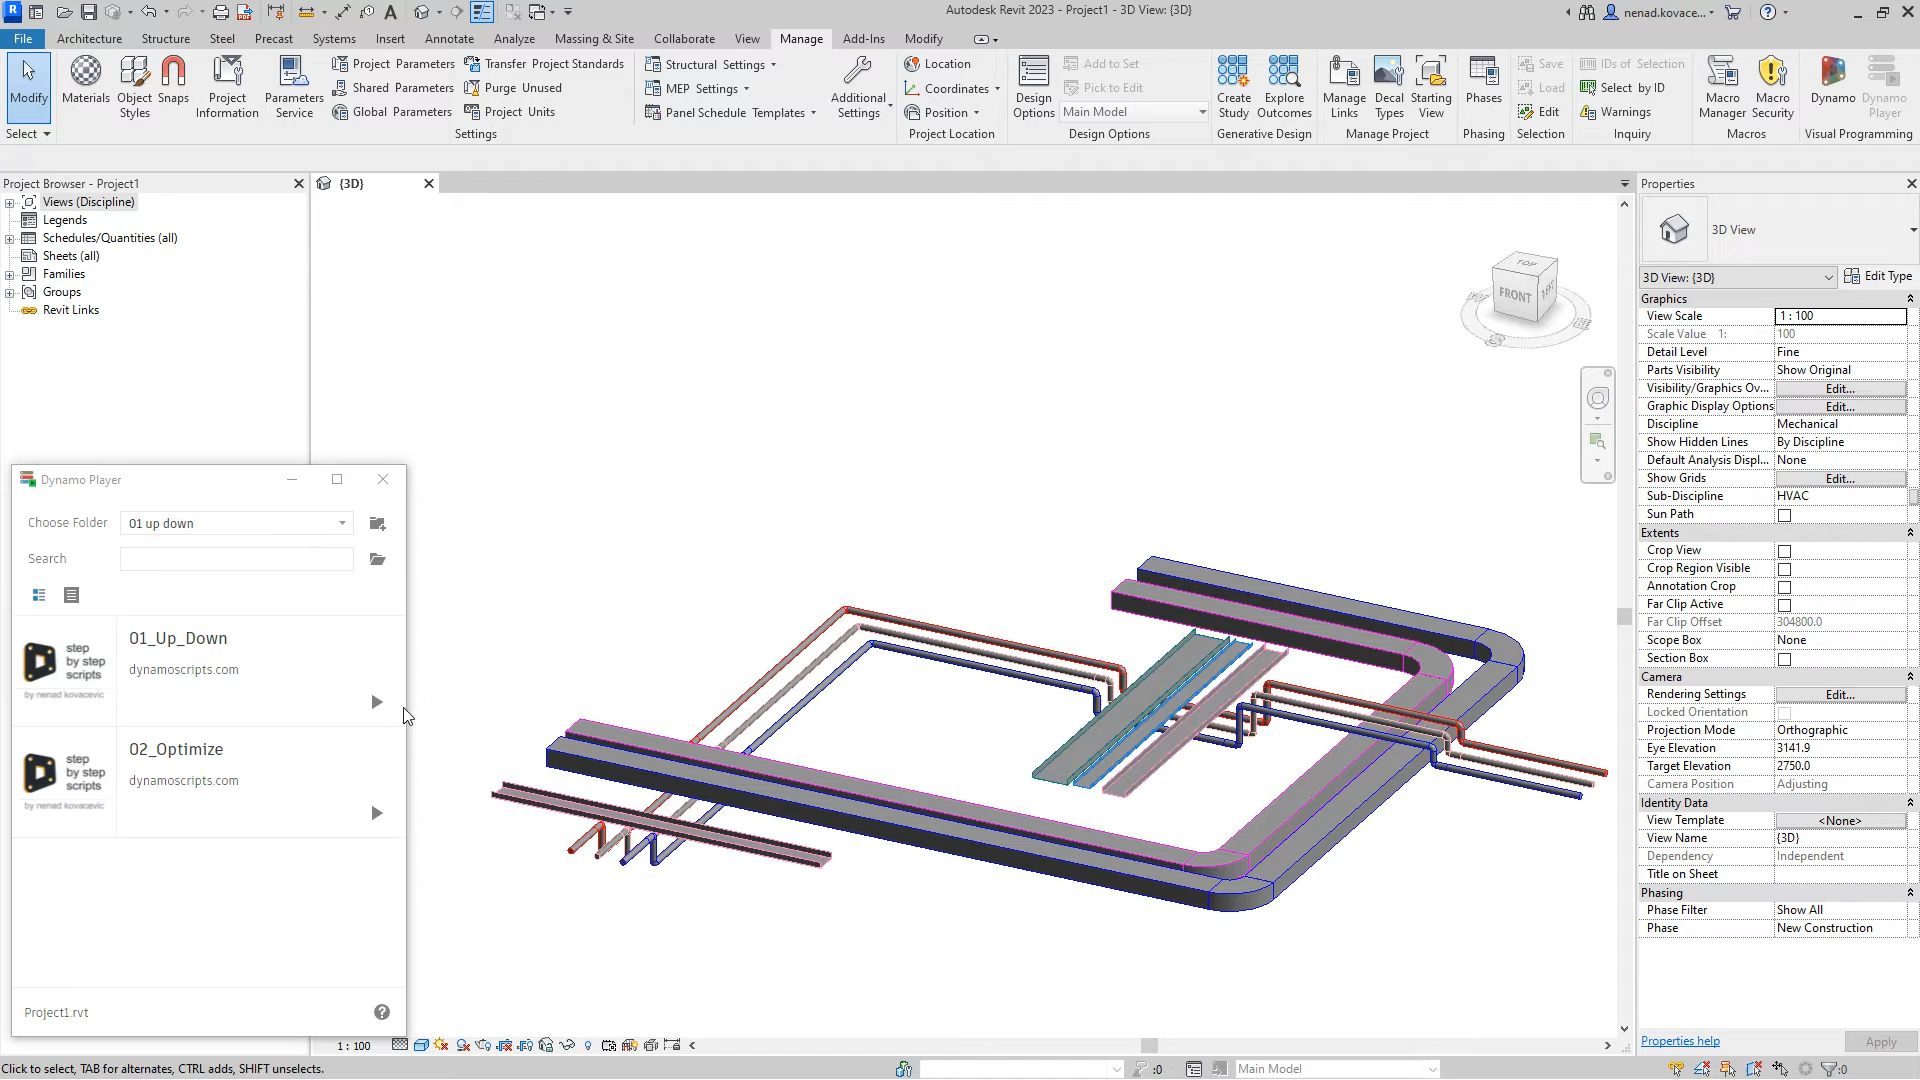 Autodesk Revit 2023 - Project1 - 3D View: {3D}
nenad.kovace...
File Architecture Structure Steel Precast Systems Insert Annotate Analyze Massing & Site Collaborate View Manage Add-Ins Modify
Modify
Select
Materials
Object Styles
Snaps
Project Information
Parameters Service
Project Parameters
Shared Parameters
Global Parameters
Transfer Project Standards
Purge Unused
Project Units
Settings
Structural Settings
MEP Settings
Panel Schedule Templates
Additional Settings
Location
Coordinates
Position
Project Location
Design Options
Add to Set
Pick to Edit
Main Model
Design Options
Create Study
Explore Outcomes
Generative Design
Manage Links
Decal Types
Starting View
Manage Project
Phases
Phasing
Save
Load
Edit
Selection
IDs of Selection
Select by ID
Warnings
Inquiry
Macro Manager
Macro Security
Macros
Dynamo
Dynamo Player
Visual Programming
Project Browser - Project1
Views (Discipline)
Legends
Schedules/Quantities (all)
Sheets (all)
Families
Groups
Revit Links
{3D}
TOP
FRONT
LEFT
Dynamo Player
Choose Folder 01 up down
Search
step by step scripts
by nenad kovacevic
01_Up_Down
dynamoscripts.com
step by step scripts
by nenad kovacevic
02_Optimize
dynamoscripts.com
Project1.rvt
Properties
3D View
3D View: {3D} Edit Type
Graphics
View Scale 1 : 100
Scale Value 1: 100
Detail Level Fine
Parts Visibility Show Original
Visibility/Graphics Ov... Edit...
Graphic Display Options Edit...
Discipline Mechanical
Show Hidden Lines By Discipline
Default Analysis Displ... None
Show Grids Edit...
Sub-Discipline HVAC
Sun Path
Extents
Crop View
Crop Region Visible
Annotation Crop
Far Clip Active
Far Clip Offset 304800.0
Scope Box None
Section Box
Camera
Rendering Settings Edit...
Locked Orientation
Projection Mode Orthographic
Eye Elevation 3141.9
Target Elevation 2750.0
Camera Position Adjusting
Identity Data
View Template <None>
View Name {3D}
Dependency Independent
Title on Sheet
Phasing
Phase Filter Show All
Phase New Construction
Properties help Apply
1 : 100
Click to select, TAB for alternates, CTRL adds, SHIFT unselects.
:0
Main Model
:0